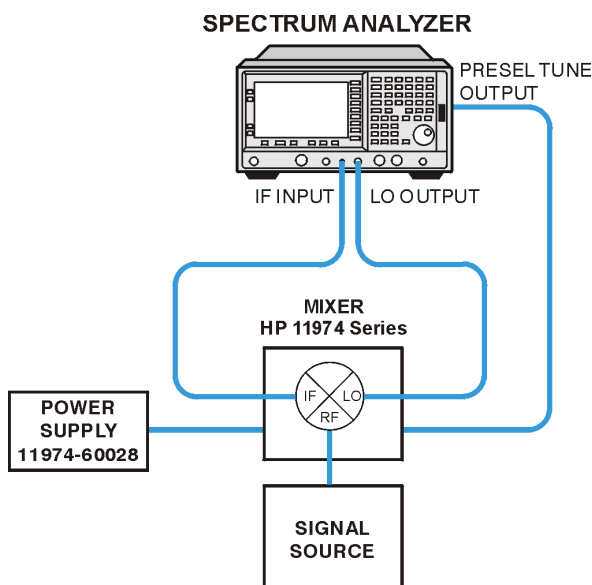 SPECTRUM ANALYZER
PRESEL TUNE
OUTPUT
IF INPUT
LO OUTPUT
MIXER
HP 11974 Series
IF
LO
RF
POWER
SUPPLY
11974-60028
SIGNAL
SOURCE